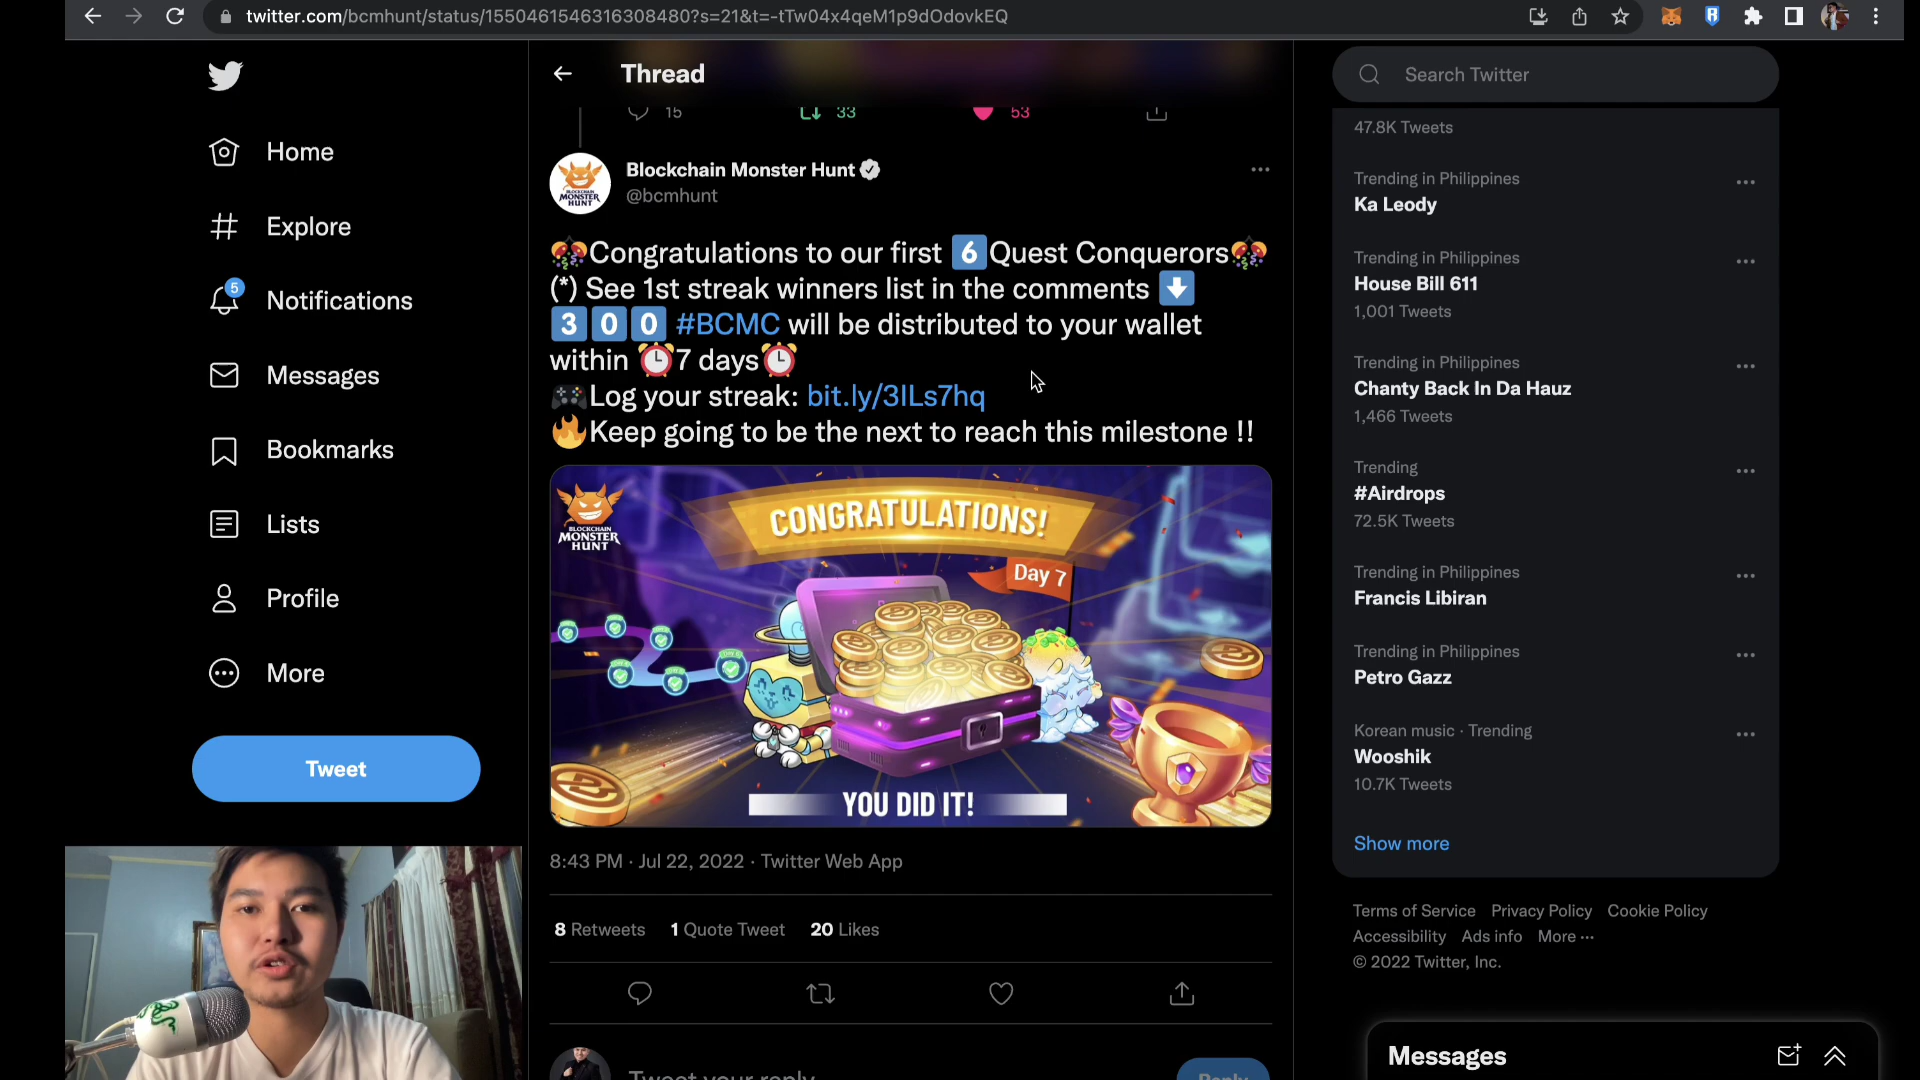 twitter.com/bcmhunt/status/1550461546316308480?s=21&t=-tTw04x4qeM1p9dOdovkEQ
Thread
Search Twitter
15 33 53
47.8K Tweets
Home
Explore
5
Notifications
Messages
Bookmarks
Lists
Profile
More
Tweet
Blockchain Monster Hunt
@bcmhunt
Congratulations to our first 6 Quest Conquerors
(*) See 1st streak winners list in the comments
3 0 0 #BCMC will be distributed to your wallet
within 7 days
Log your streak: bit.ly/3ILs7hq
Keep going to be the next to reach this milestone !!
BLOCKCHAIN
MONSTER
HUNT
CONGRATULATIONS!
Day 7
YOU DID IT!
8:43 PM · Jul 22, 2022 · Twitter Web App
8 Retweets 1 Quote Tweet 20 Likes
Tweet your reply
Reply
Trending in Philippines
Ka Leody
Trending in Philippines
House Bill 611
1,001 Tweets
Trending in Philippines
Chanty Back In Da Hauz
1,466 Tweets
Trending
#Airdrops
72.5K Tweets
Trending in Philippines
Francis Libiran
Trending in Philippines
Petro Gazz
Korean music · Trending
Wooshik
10.7K Tweets
Show more
Terms of Service Privacy Policy Cookie Policy
Accessibility Ads info More ···
© 2022 Twitter, Inc.
Messages